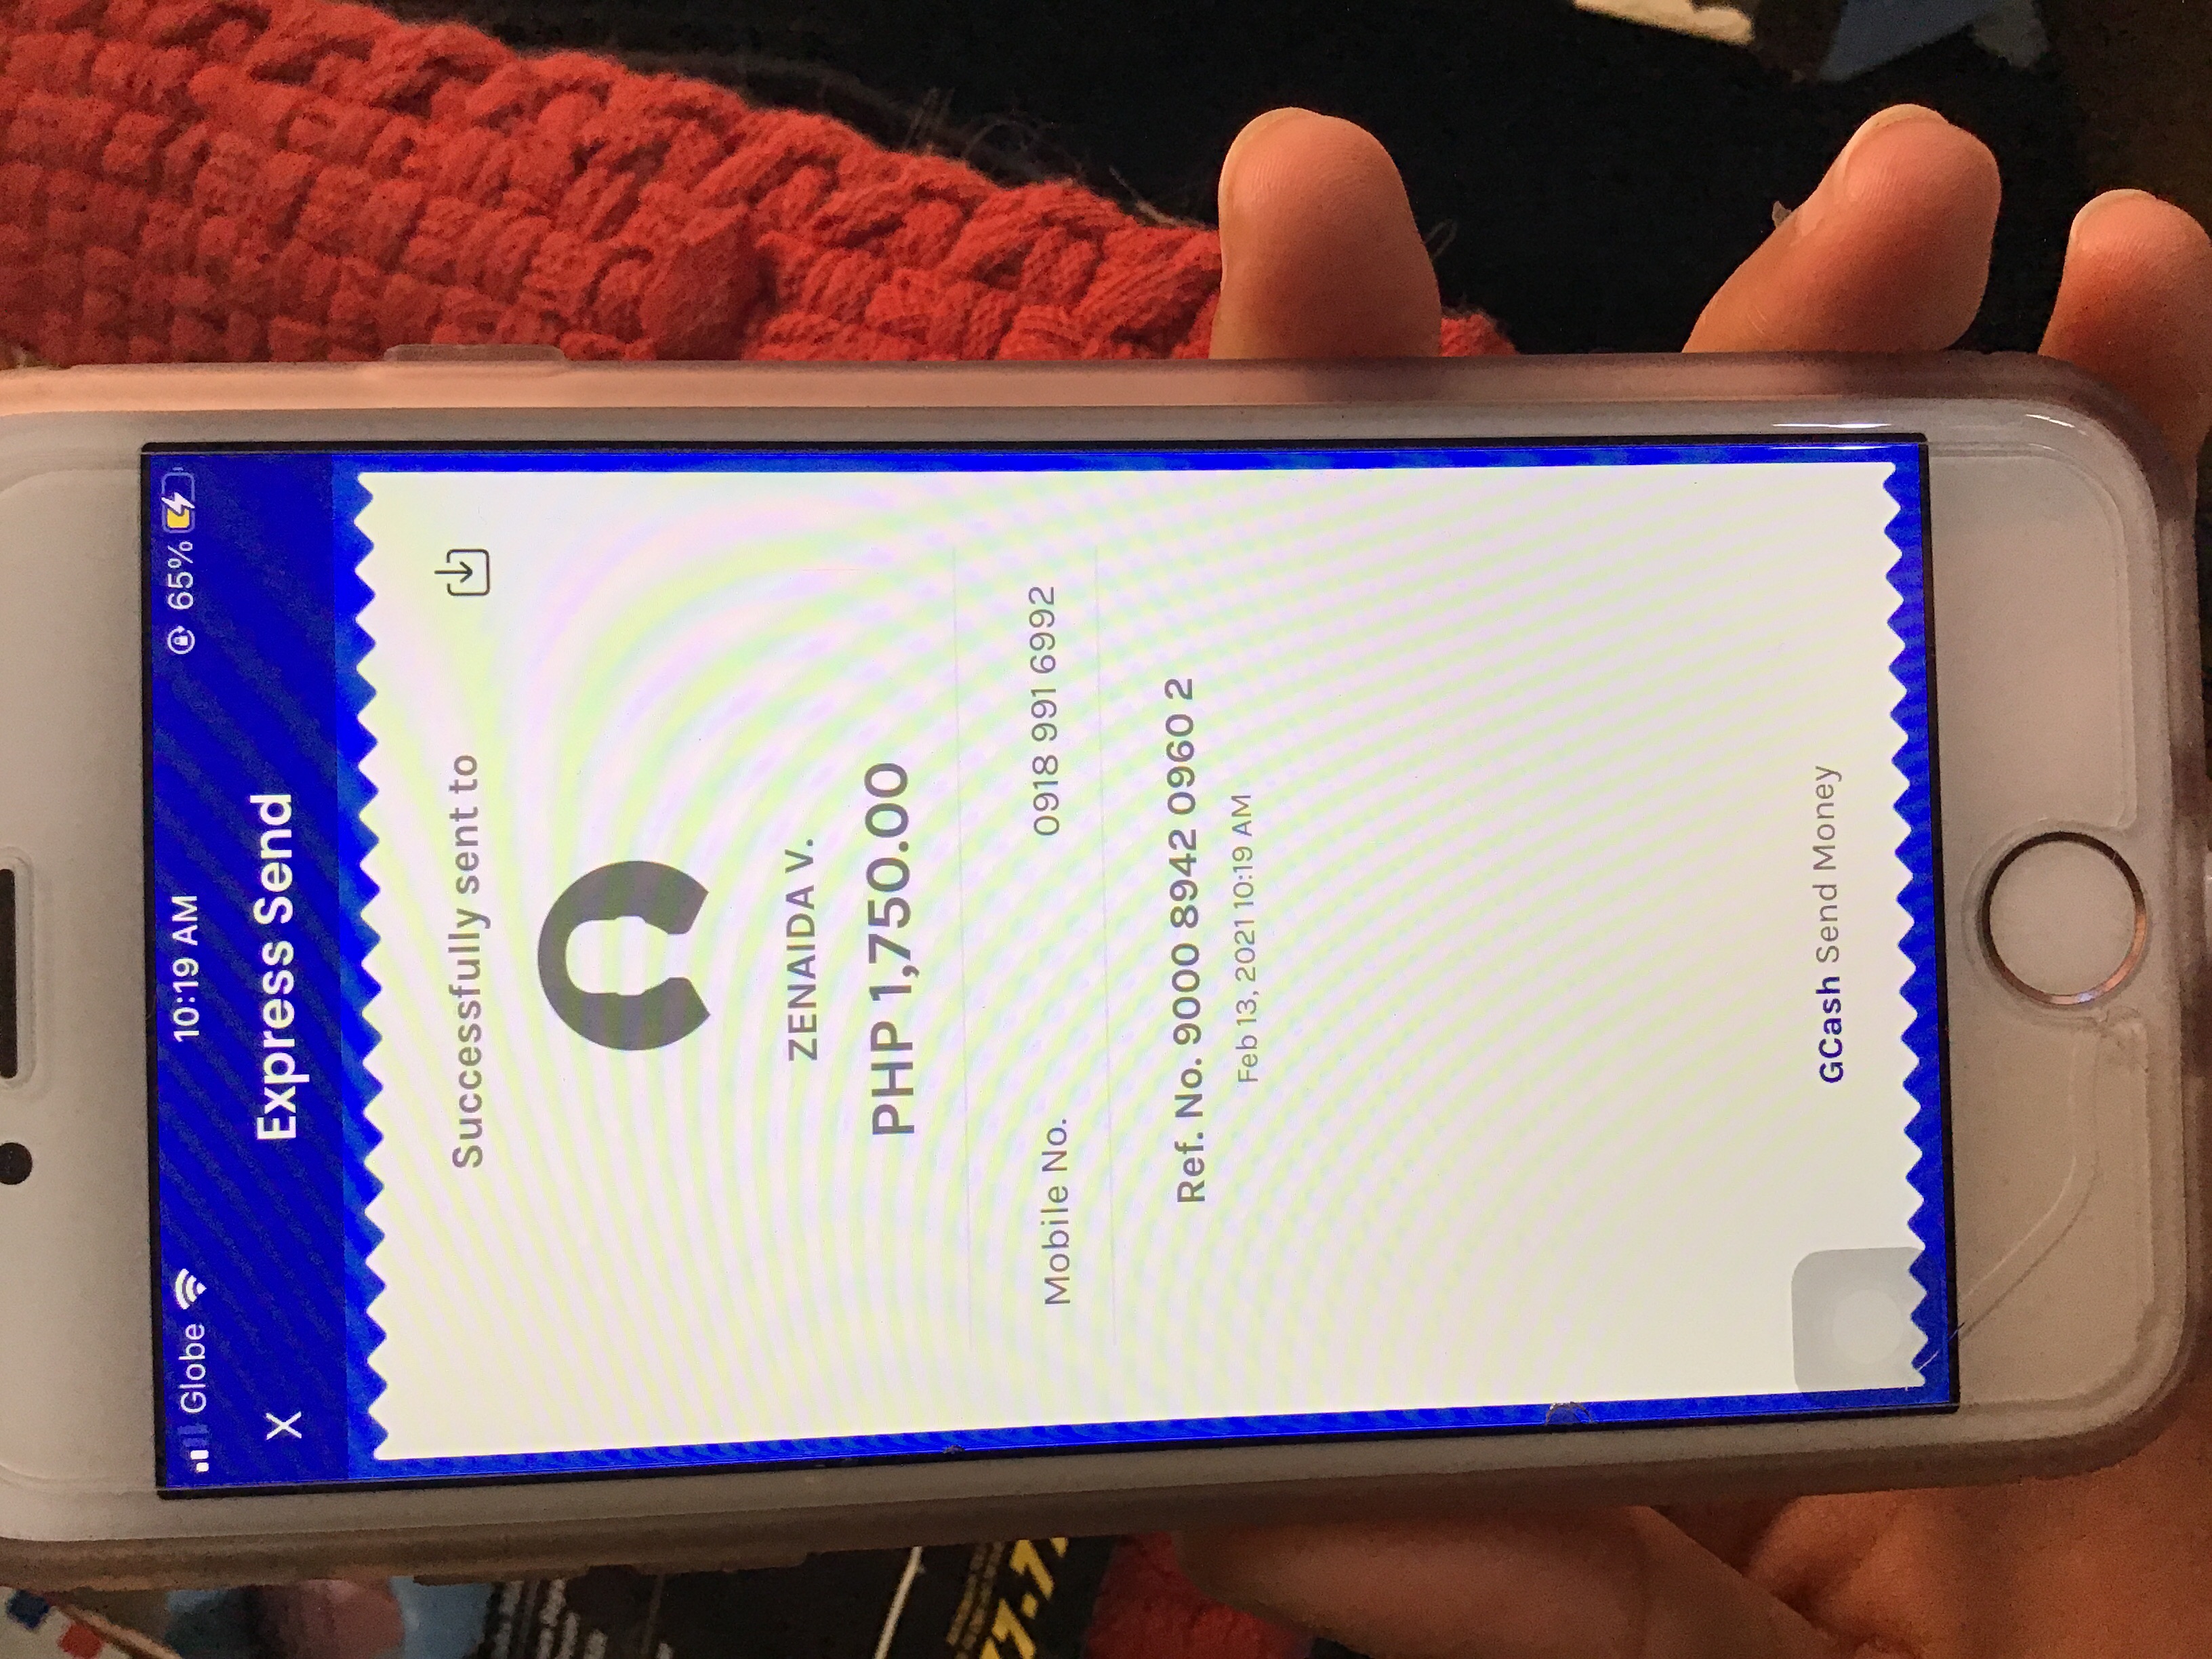 Globe 10:19 AM 65%
X Express Send
Successfully sent to
ZENAIDA V.
PHP 1,750.00
Mobile No. 0918 991 6992
Ref. No. 9000 8942 0960 2
Feb 13, 2021 10:19 AM
GCash Send Money